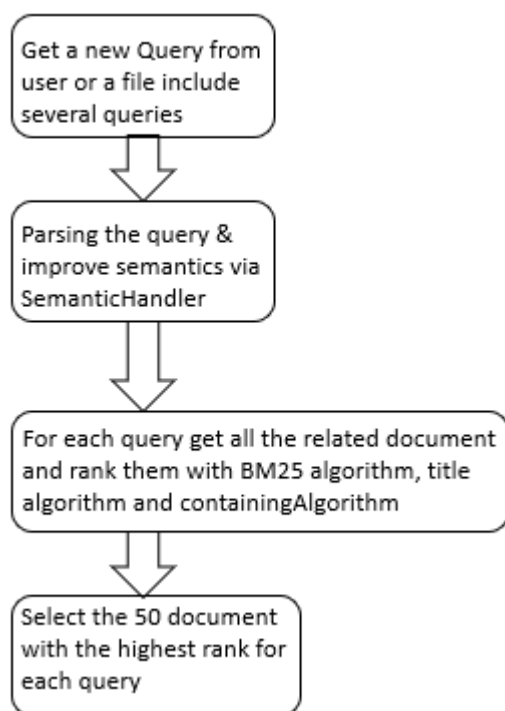 Get a new Query from
user or a file include
several queries
Parsing the query &
improve semantics via
SemanticHandler
For each query get all the related document
and rank them with BM25 algorithm, title
algorithm and containingAlgorithm
Select the 50 document
with the highest rank for
each query